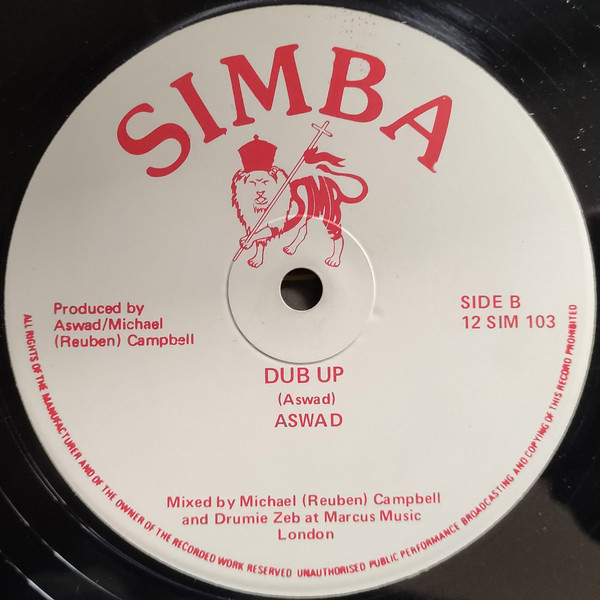 SIMBA
SIMBA
Produced by
Aswad/Michael
(Reuben) Campbell
SIDE B
12 SIM 103
DUB UP
(Aswad)
ASWAD
Mixed by Michael (Reuben) Campbell
and Drumie Zeb at Marcus Music
London
ALL RIGHTS OF THE MANUFACTURER AND OF THE OWNER OF THE RECORDED WORK RESERVED UNAUTHORISED PUBLIC PERFORMANCE BROADCASTING AND COPYING OF THIS RECORD PROHIBITED